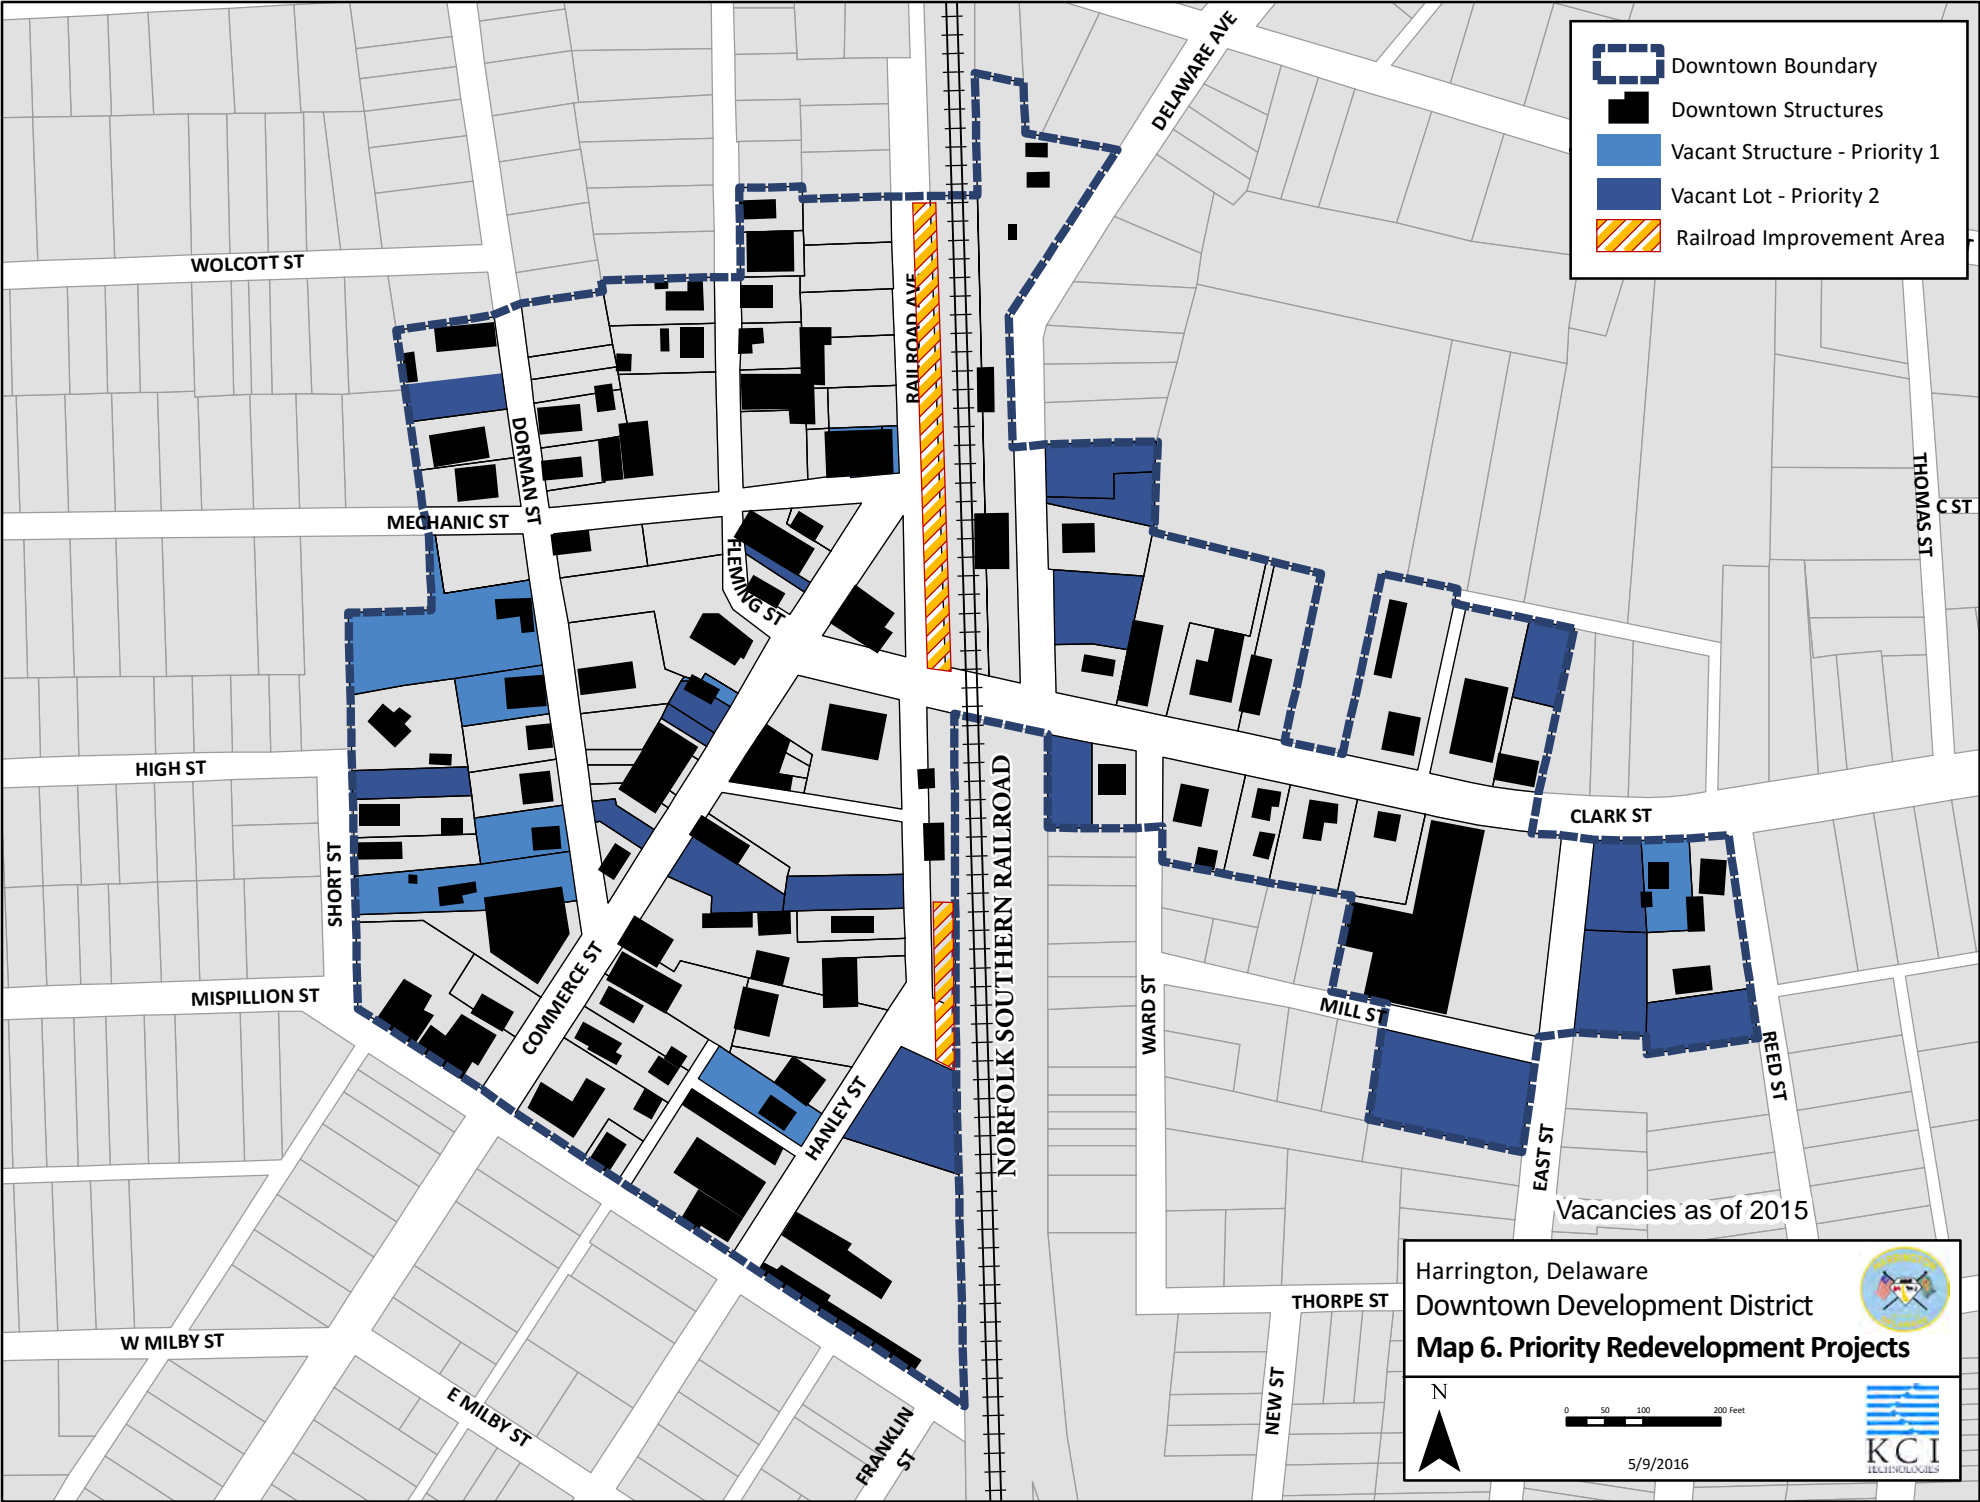 DELAWARE AVE
Downtown Boundary
Downtown Structures
Vacant Structure - Priority 1
Vacant Lot - Priority 2
Railroad Improvement Area
WOLCOTT ST
RAILROAD AVE
DORMAN ST
MECHANIC ST
FLEMING ST
THOMAS ST
C ST
HIGH ST
SHORT ST
CLARK ST
NORFOLK SOUTHERN RAILROAD
MISPILLION ST
COMMERCE ST
WARD ST
MILL ST
HANLEY ST
REED ST
EAST ST
Vacancies as of 2015
W MILBY ST
E MILBY ST
FRANKLIN ST
THORPE ST
NEW ST
Harrington, Delaware
Downtown Development District
Map 6. Priority Redevelopment Projects
N
0 50 100 200 Feet
5/9/2016
KCI
TECHNOLOGIES